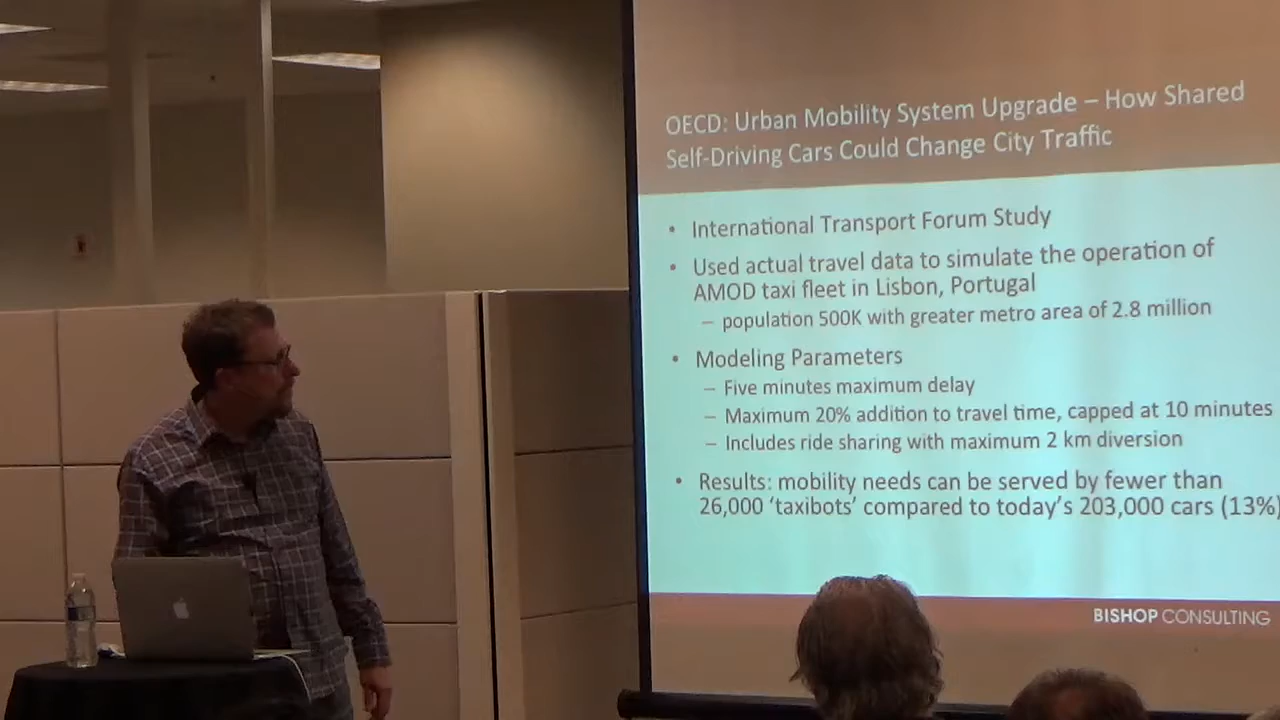 OECD: Urban Mobility System Upgrade – How Shared
Self-Driving Cars Could Change City Traffic
• International Transport Forum Study
• Used actual travel data to simulate the operation of
AMOD taxi fleet in Lisbon, Portugal
– population 500K with greater metro area of 2.8 million
• Modeling Parameters
– Five minutes maximum delay
– Maximum 20% addition to travel time, capped at 10 minutes
– Includes ride sharing with maximum 2 km diversion
• Results: mobility needs can be served by fewer than
26,000 ‘taxibots’ compared to today’s 203,000 cars (13%)
BISHOP CONSULTING